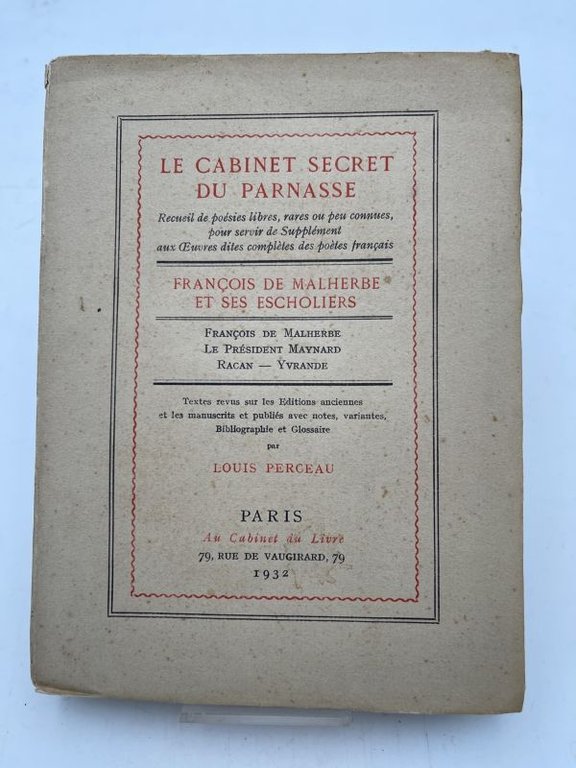 LE CABINET SECRET
DU PARNASSE
Recueil de poésies libres, rares ou peu connues,
pour servir de Supplément
aux Œuvres dites complètes des poètes français
FRANÇOIS DE MALHERBE
ET SES ESCHOLIERS
FRANÇOIS DE MALHERBE
LE PRÉSIDENT MAYNARD
RACAN — YVRANDE
Textes revus sur les Editions anciennes
et les manuscrits et publiés avec notes, variantes,
Bibliographie et Glossaire
par
LOUIS PERCEAU
PARIS
Au Cabinet du Livre
79, RUE DE VAUGIRARD, 79
1932